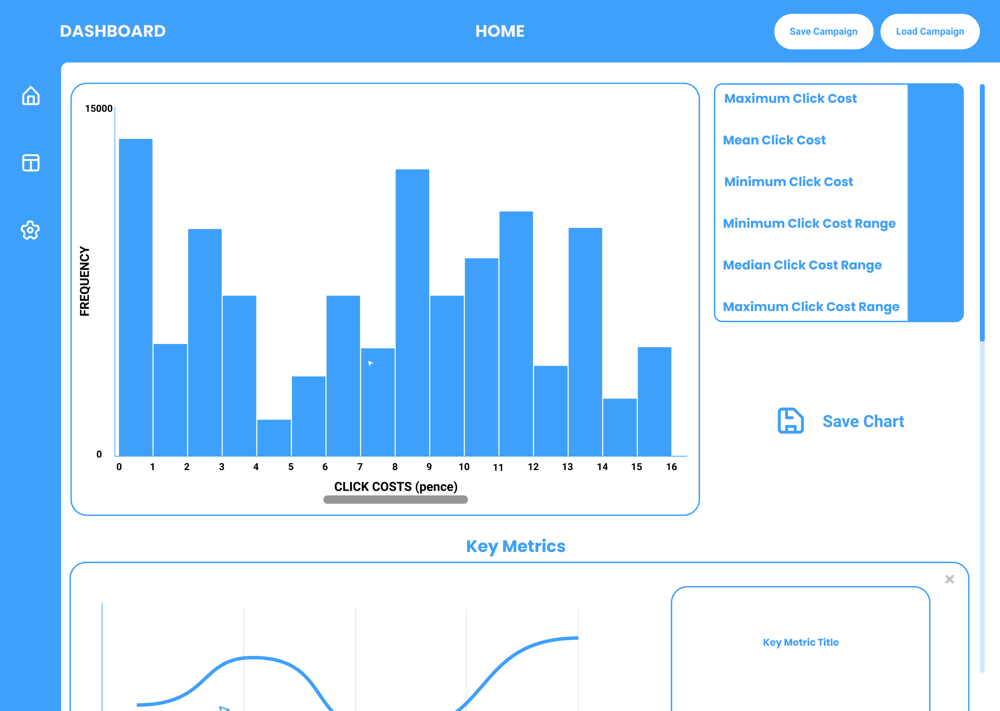 DASHBOARD
HOME
Save Campaign
Load Campaign
15000
FREQUENCY
0
0 1 2 3 4 5 6 7 8 9 10 11 12 13 14 15 16
CLICK COSTS (pence)
Maximum Click Cost
Mean Click Cost
Minimum Click Cost
Minimum Click Cost Range
Median Click Cost Range
Maximum Click Cost Range
Save Chart
Key Metrics
Key Metric Title